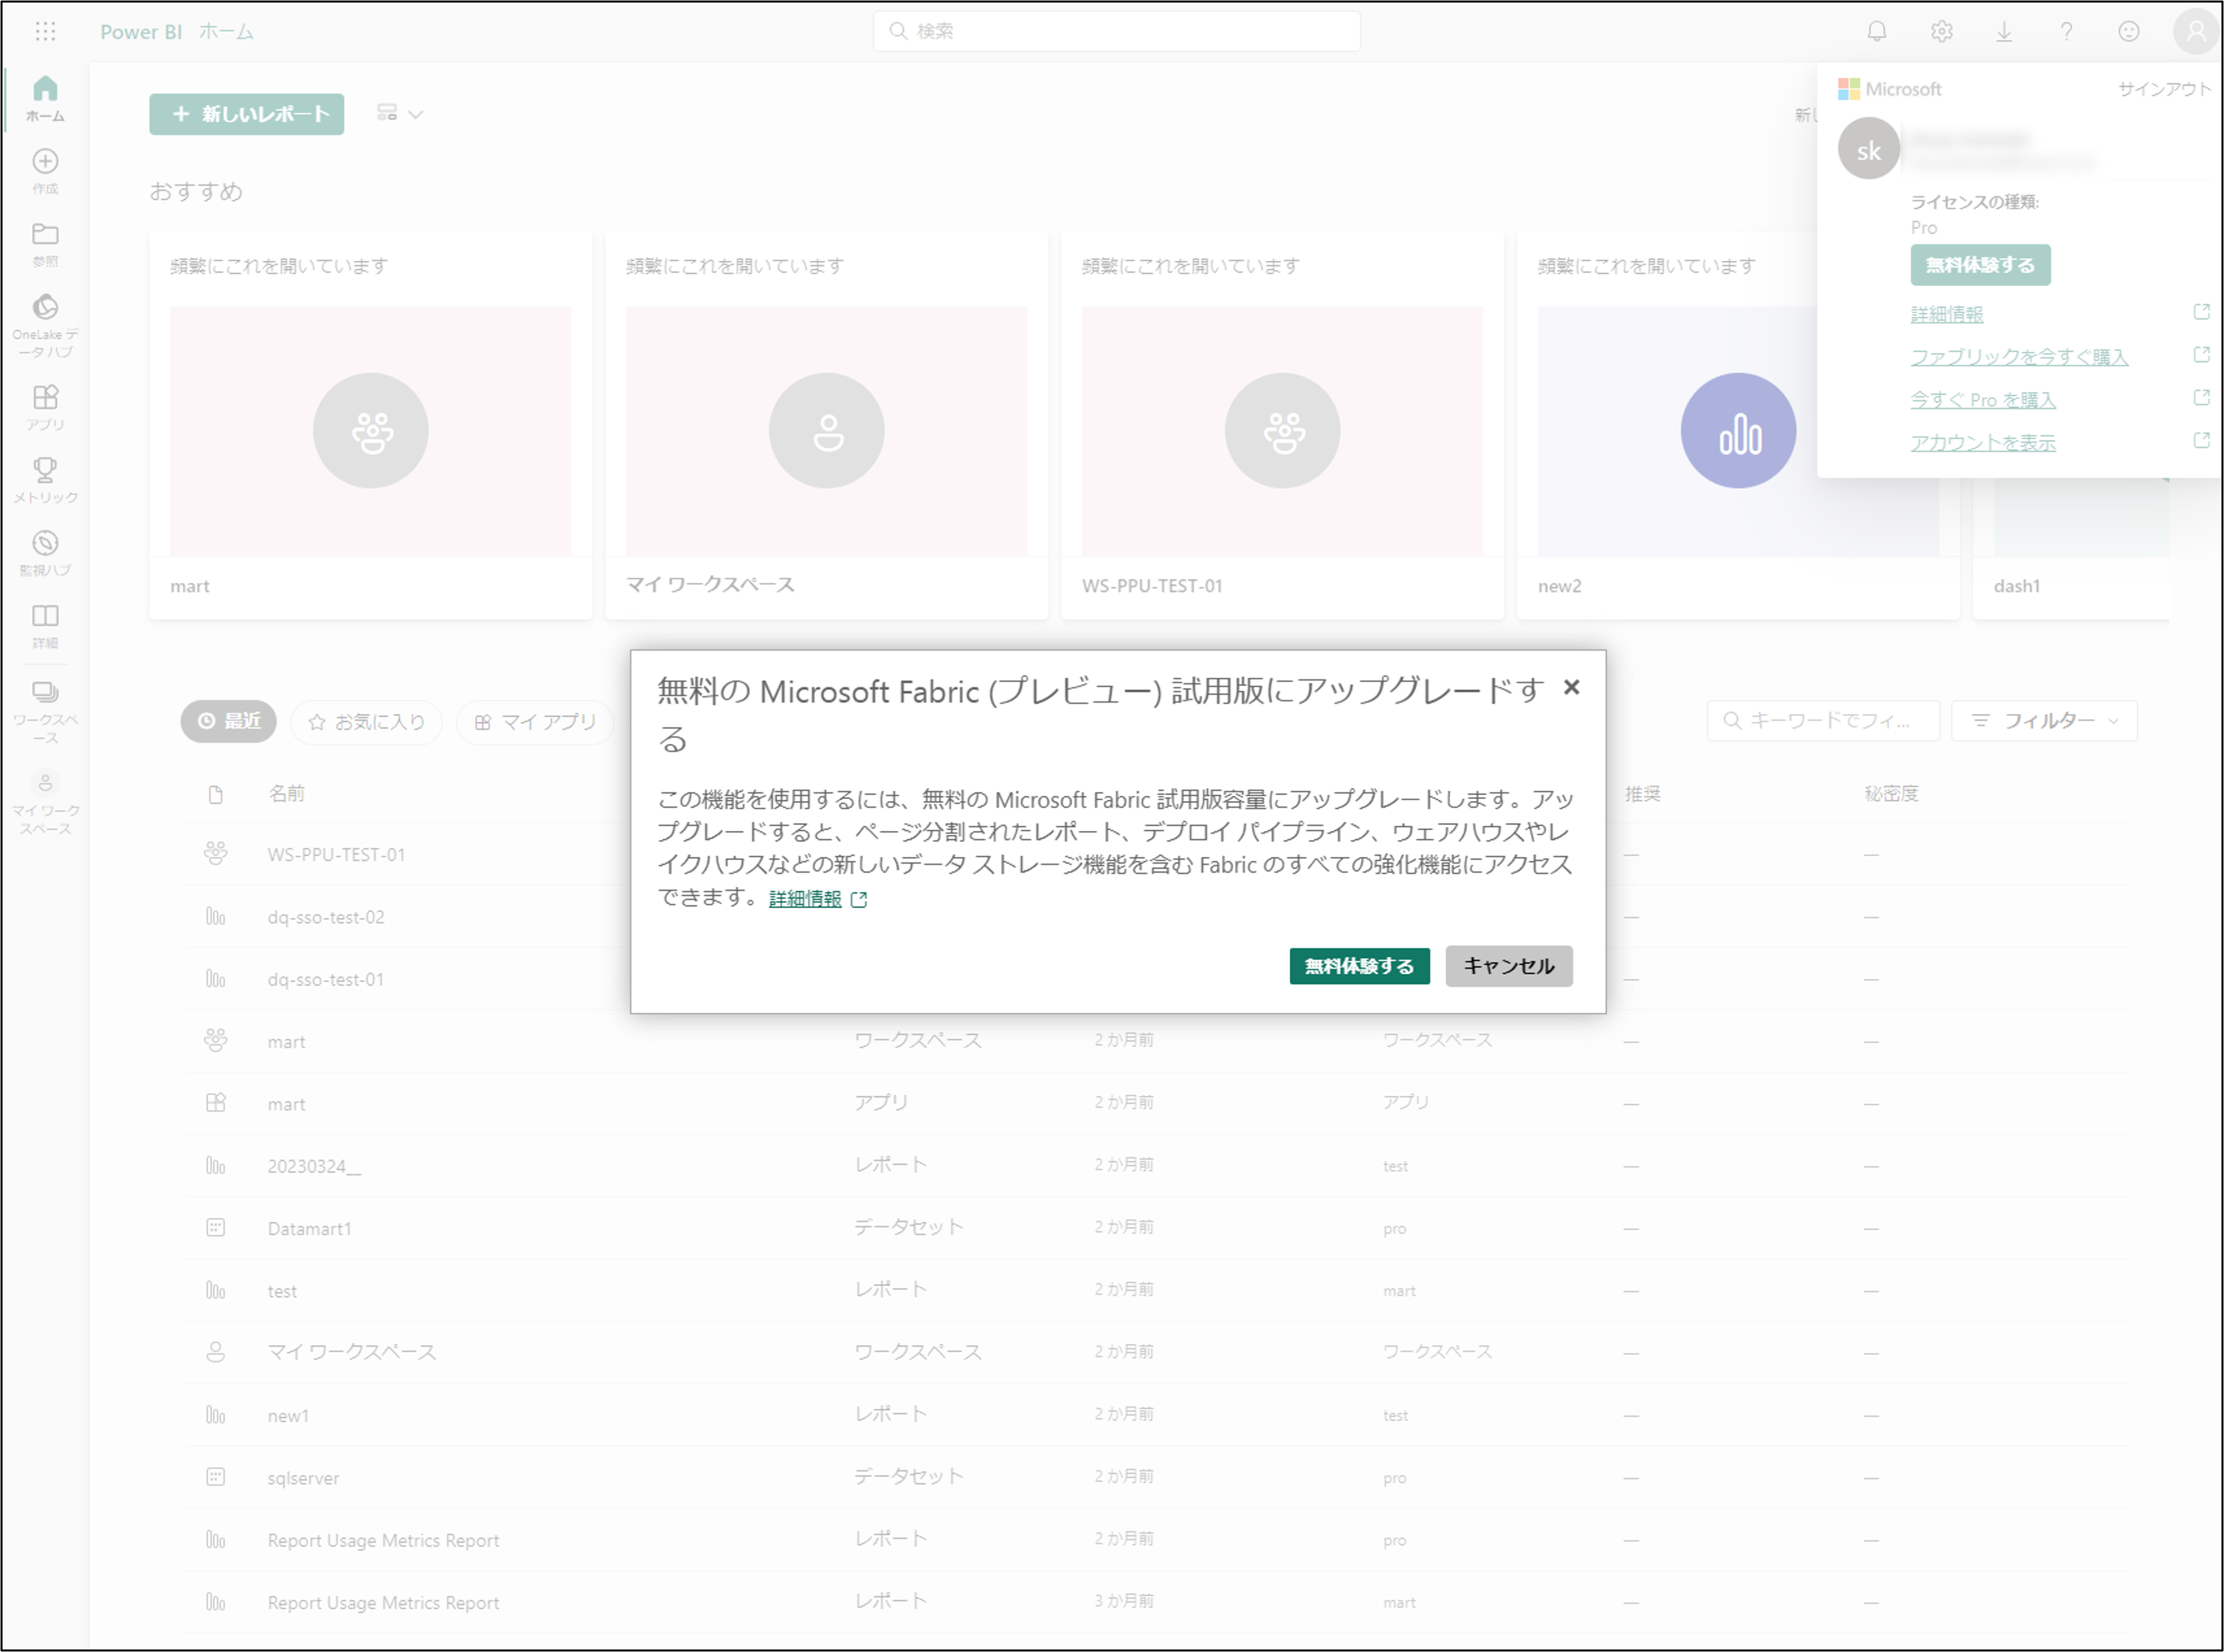 Power BI ホーム
検索
ホーム
作成
参照
OneLake デ
ータ ハブ
アプリ
メトリック
監視ハブ
詳細
ワークスペ
ース
マイ ワーク
スペース
+ 新しいレポート
新し
おすすめ
頻繁にこれを開いています
mart
頻繁にこれを開いています
マイ ワークスペース
頻繁にこれを開いています
WS-PPU-TEST-01
頻繁にこれを開いています
new2
dash1
Microsoft サインアウト
sk
ライセンスの種類:
Pro
無料体験する
詳細情報
ファブリックを今すぐ購入
今すぐ Pro を購入
アカウントを表示
無料の Microsoft Fabric (プレビュー) 試用版にアップグレードす
る
この機能を使用するには、無料の Microsoft Fabric 試用版容量にアップグレードします。アッ
プグレードすると、ページ分割されたレポート、デプロイ パイプライン、ウェアハウスやレ
イクハウスなどの新しいデータ ストレージ機能を含む Fabric のすべての強化機能にアクセス
できます。 詳細情報
無料体験する キャンセル
最近 お気に入り マイ アプリ
キーワードでフィ... フィルター
名前 推奨 秘密度
WS-PPU-TEST-01 — —
dq-sso-test-02 — —
dq-sso-test-01 — —
mart ワークスペース 2 か月前 ワークスペース — —
mart アプリ 2 か月前 アプリ — —
20230324__ レポート 2 か月前 test — —
Datamart1 データセット 2 か月前 pro — —
test レポート 2 か月前 mart — —
マイ ワークスペース ワークスペース 2 か月前 ワークスペース — —
new1 レポート 2 か月前 test — —
sqlserver データセット 2 か月前 pro — —
Report Usage Metrics Report レポート 2 か月前 pro — —
Report Usage Metrics Report レポート 3 か月前 mart — —